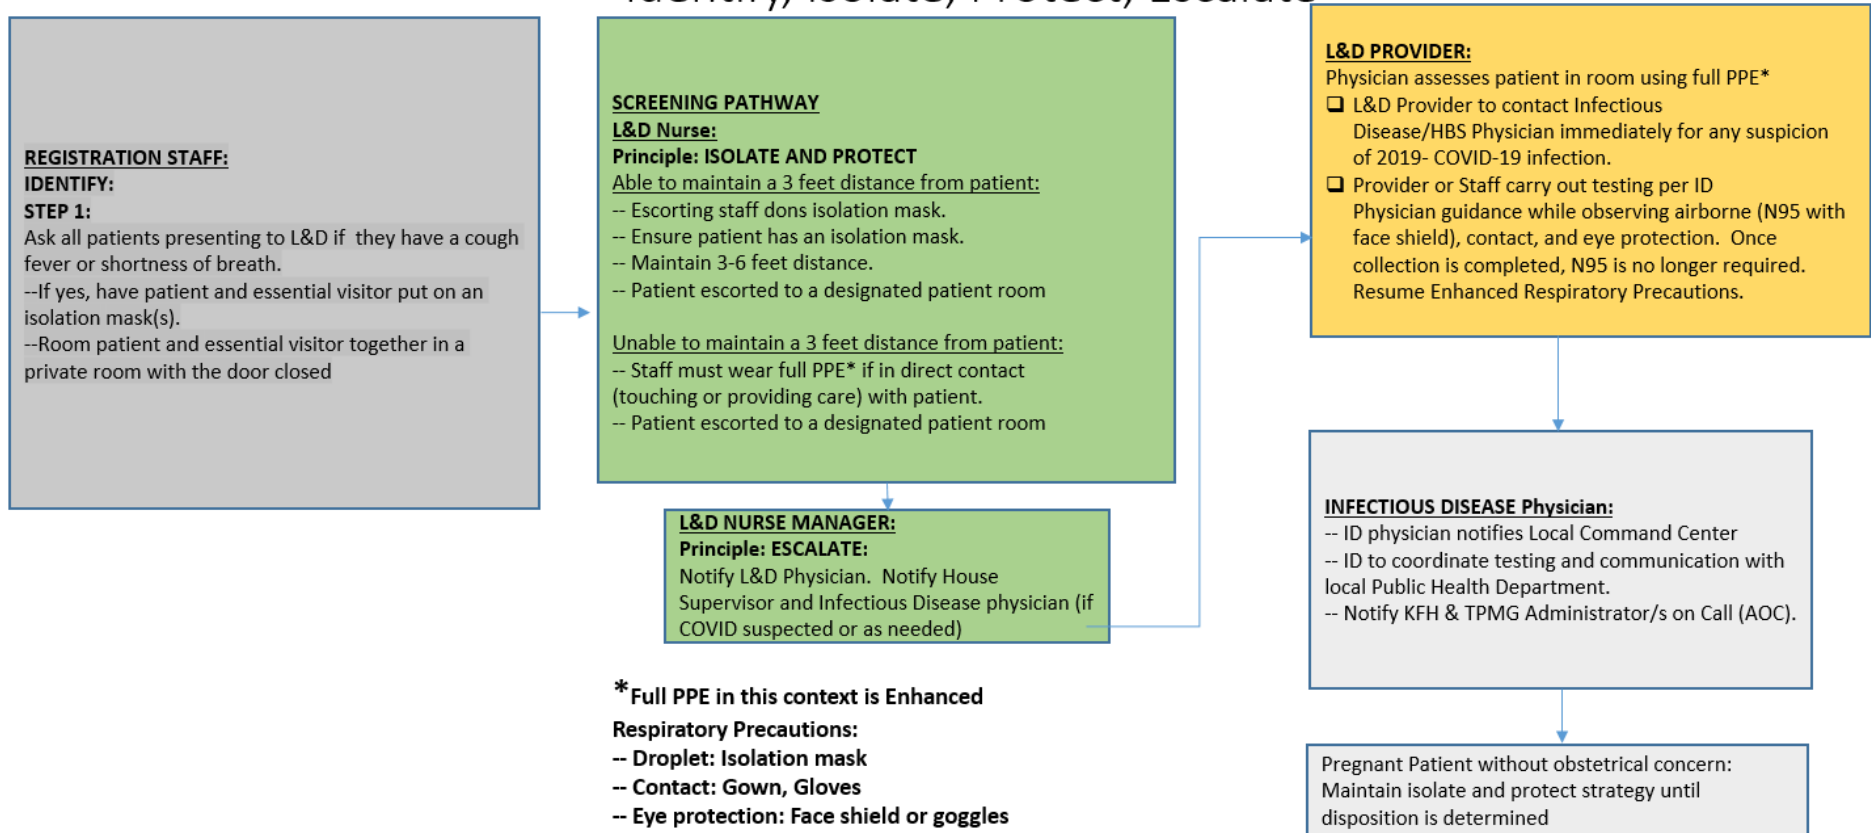 Identify, Isolate, Protect, Escalate
REGISTRATION STAFF:
IDENTIFY:
STEP 1:
Ask all patients presenting to L&D if  they have a cough
fever or shortness of breath.
--If yes, have patient and essential visitor put on an
isolation mask(s).
--Room patient and essential visitor together in a
private room with the door closed
SCREENING PATHWAY
L&D Nurse:
Principle: ISOLATE AND PROTECT
Able to maintain a 3 feet distance from patient:
-- Escorting staff dons isolation mask.
-- Ensure patient has an isolation mask.
-- Maintain 3-6 feet distance.
-- Patient escorted to a designated patient room
Unable to maintain a 3 feet distance from patient:
-- Staff must wear full PPE* if in direct contact
(touching or providing care) with patient.
-- Patient escorted to a designated patient room
L&D NURSE MANAGER:
Principle: ESCALATE:
Notify L&D Physician.  Notify House
Supervisor and Infectious Disease physician (if
COVID suspected or as needed)
*Full PPE in this context is Enhanced
Respiratory Precautions:
-- Droplet: Isolation mask
-- Contact: Gown, Gloves
-- Eye protection: Face shield or goggles
L&D PROVIDER:
Physician assesses patient in room using full PPE*
❑ L&D Provider to contact Infectious
Disease/HBS Physician immediately for any suspicion
of 2019- COVID-19 infection.
❑ Provider or Staff carry out testing per ID
Physician guidance while observing airborne (N95 with
face shield), contact, and eye protection.  Once
collection is completed, N95 is no longer required.
Resume Enhanced Respiratory Precautions.
INFECTIOUS DISEASE Physician:
-- ID physician notifies Local Command Center
-- ID to coordinate testing and communication with
local Public Health Department.
-- Notify KFH & TPMG Administrator/s on Call (AOC).
Pregnant Patient without obstetrical concern:
Maintain isolate and protect strategy until
disposition is determined